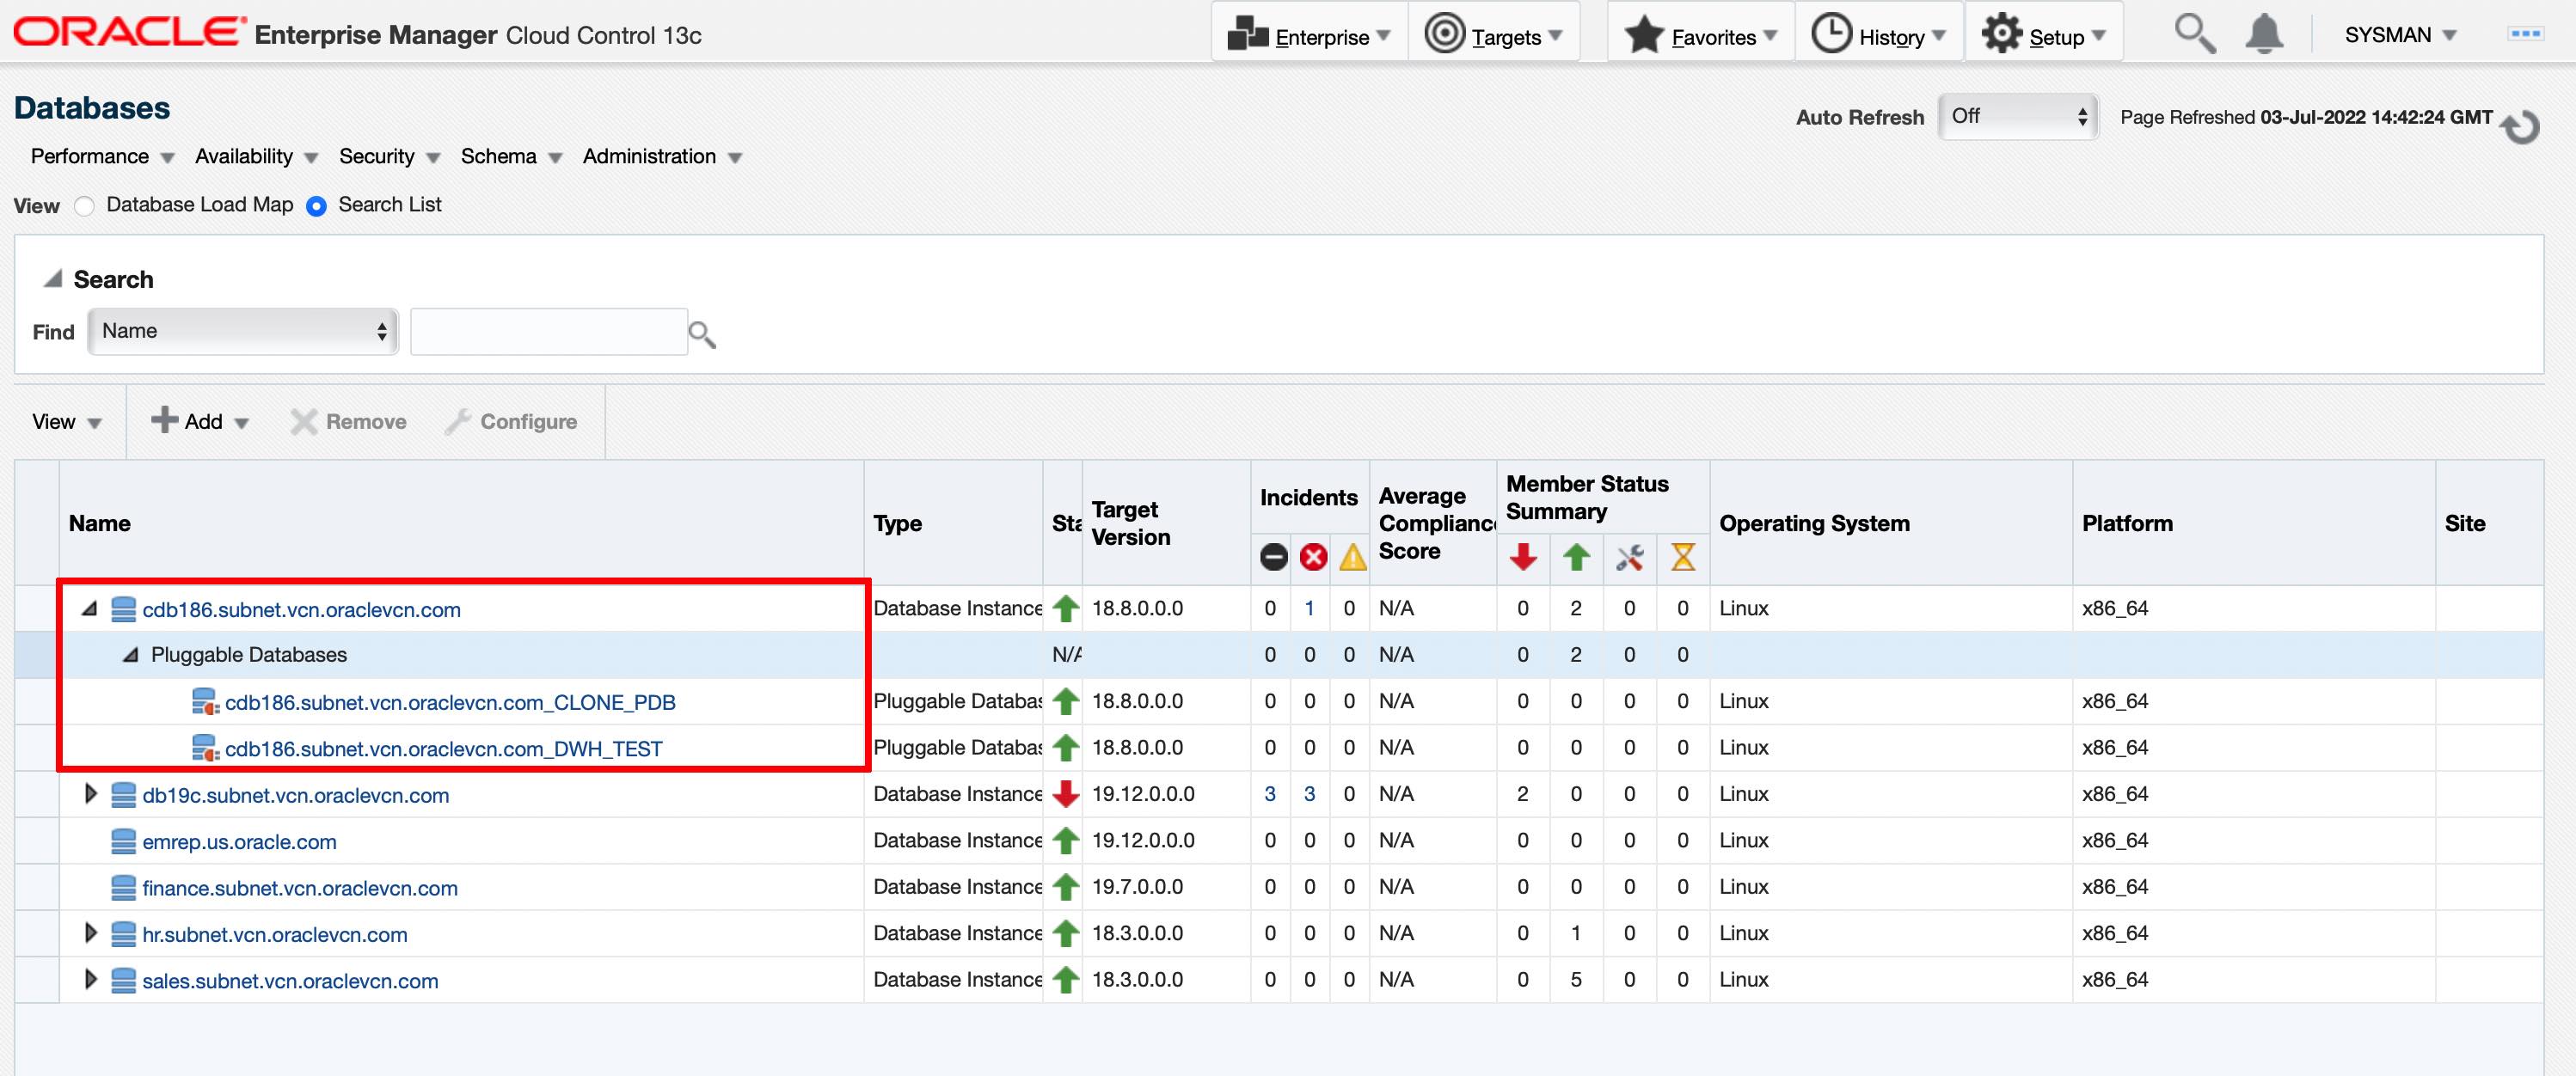 ORACLE Enterprise Manager Cloud Control 13c Enterprise Targets Favorites History Setup SYSMAN
Databases
Auto Refresh Off Page Refreshed 03-Jul-2022 14:42:24 GMT
Performance Availability Security Schema Administration
View Database Load Map Search List
Search
Find Name
View Add Remove Configure
Name Type Sta Target Version Incidents Average Complianc Score Member Status Summary Operating System Platform Site
cdb186.subnet.vcn.oraclevcn.com Database Instance 18.8.0.0.0 0 1 0 N/A 0 2 0 0 Linux x86_64
Pluggable Databases N/A 0 0 0 N/A 0 2 0 0
cdb186.subnet.vcn.oraclevcn.com_CLONE_PDB Pluggable Databas 18.8.0.0.0 0 0 0 N/A 0 0 0 0 Linux x86_64
cdb186.subnet.vcn.oraclevcn.com_DWH_TEST Pluggable Databas 18.8.0.0.0 0 0 0 N/A 0 0 0 0 Linux x86_64
db19c.subnet.vcn.oraclevcn.com Database Instance 19.12.0.0.0 3 3 0 N/A 2 0 0 0 Linux x86_64
emrep.us.oracle.com Database Instance 19.12.0.0.0 0 0 0 N/A 0 0 0 0 Linux x86_64
finance.subnet.vcn.oraclevcn.com Database Instance 19.7.0.0.0 0 0 0 N/A 0 0 0 0 Linux x86_64
hr.subnet.vcn.oraclevcn.com Database Instance 18.3.0.0.0 0 0 0 N/A 0 1 0 0 Linux x86_64
sales.subnet.vcn.oraclevcn.com Database Instance 18.3.0.0.0 0 0 0 N/A 0 5 0 0 Linux x86_64